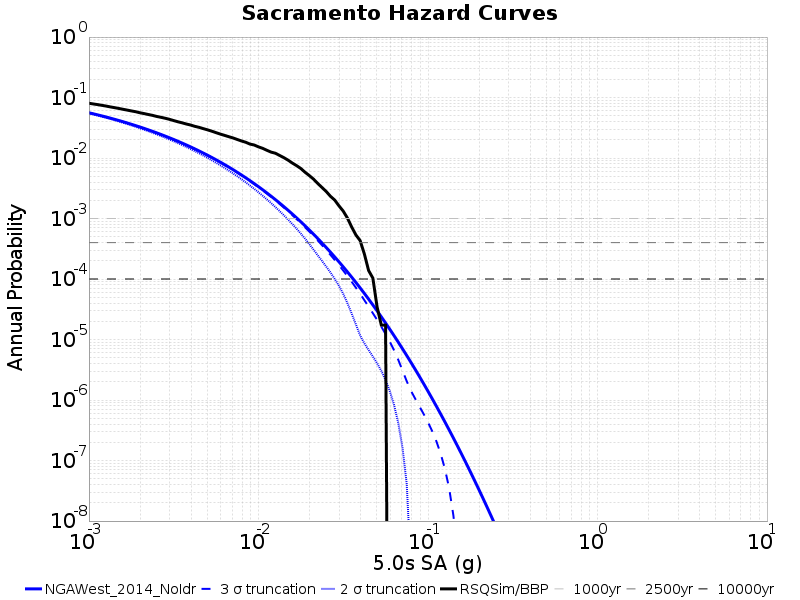 Sacramento Hazard Curves
10^0
10^-1
10^-2
10^-3
10^-4
10^-5
10^-6
10^-7
10^-8
Annual Probability
10^-3 10^-2 10^-1 10^0 10^1
5.0s SA (g)
NGAWest_2014_NoIdr 3 σ truncation 2 σ truncation RSQSim/BBP 1000yr 2500yr 10000yr